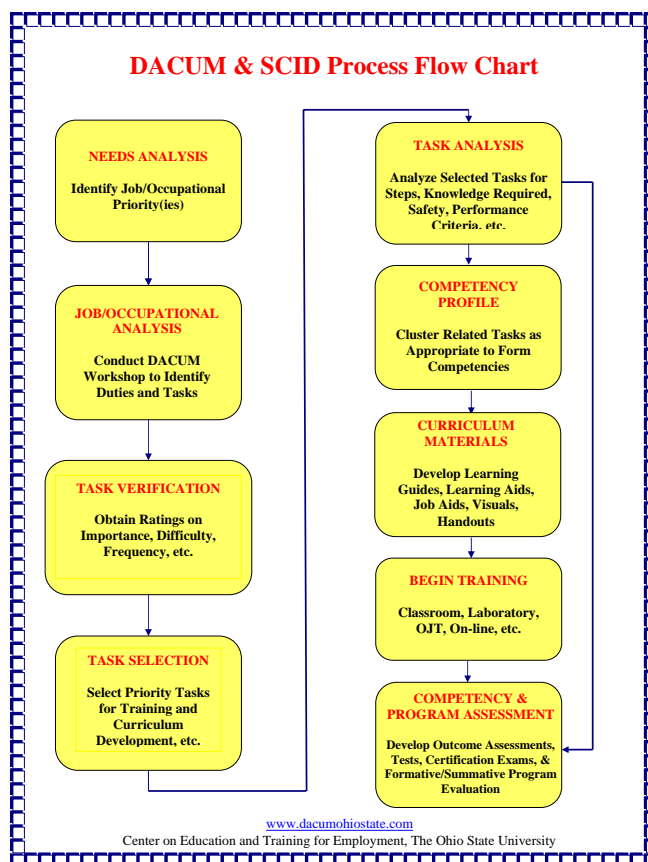 DACUM & SCID Process Flow Chart
NEEDS ANALYSIS
Identify Job/Occupational
Priority(ies)
JOB/OCCUPATIONAL
ANALYSIS
Conduct DACUM
Workshop to Identify
Duties and Tasks
TASK VERIFICATION
Obtain Ratings on
Importance, Difficulty,
Frequency, etc.
TASK SELECTION
Select Priority Tasks
for Training and
Curriculum
Development, etc.
TASK ANALYSIS
Analyze Selected Tasks for
Steps, Knowledge Required,
Safety, Performance
Criteria, etc.
COMPETENCY
PROFILE
Cluster Related Tasks as
Appropriate to Form
Competencies
CURRICULUM
MATERIALS
Develop Learning
Guides, Learning Aids,
Job Aids, Visuals,
Handouts
BEGIN TRAINING
Classroom, Laboratory,
OJT, On-line, etc.
COMPETENCY &
PROGRAM ASSESSMENT
Develop Outcome Assessments,
Tests, Certification Exams, &
Formative/Summative Program
Evaluation
www.dacumohiostate.com
Center on Education and Training for Employment, The Ohio State University